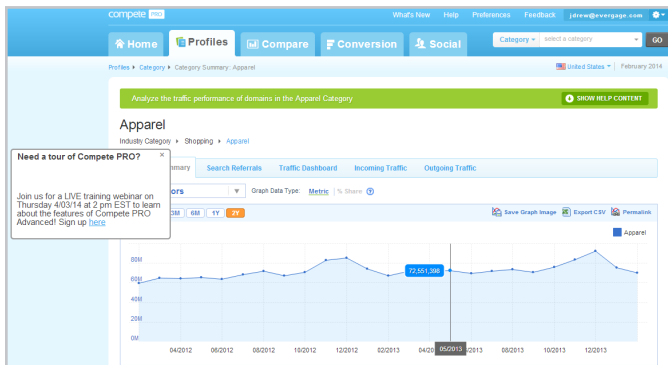 compete PRO
What's New Help Preferences Feedback jdrew@evergage.com
Home Profiles Compare Conversion Social Category select a category GO
Profiles Category Category Summary: Apparel United States February 2014
Analyze the traffic performance of domains in the Apparel Category SHOW HELP CONTENT
Apparel
Industry Category Shopping Apparel
Need a tour of Compete PRO? ×
Join us for a LIVE training webinar on
Thursday 4/03/14 at 2 pm EST to learn
about the features of Compete PRO
Advanced! Sign up here
mmary Search Referrals Traffic Dashboard Incoming Traffic Outgoing Traffic
ors Graph Data Type: Metric % Share ?
3M 6M 1Y 2Y Save Graph Image Export CSV Permalink
Apparel
80M
60M
40M
20M
0M
72,551,398
04/2012 06/2012 08/2012 10/2012 12/2012 02/2013 04/20 05/2013 /2013 08/2013 10/2013 12/2013